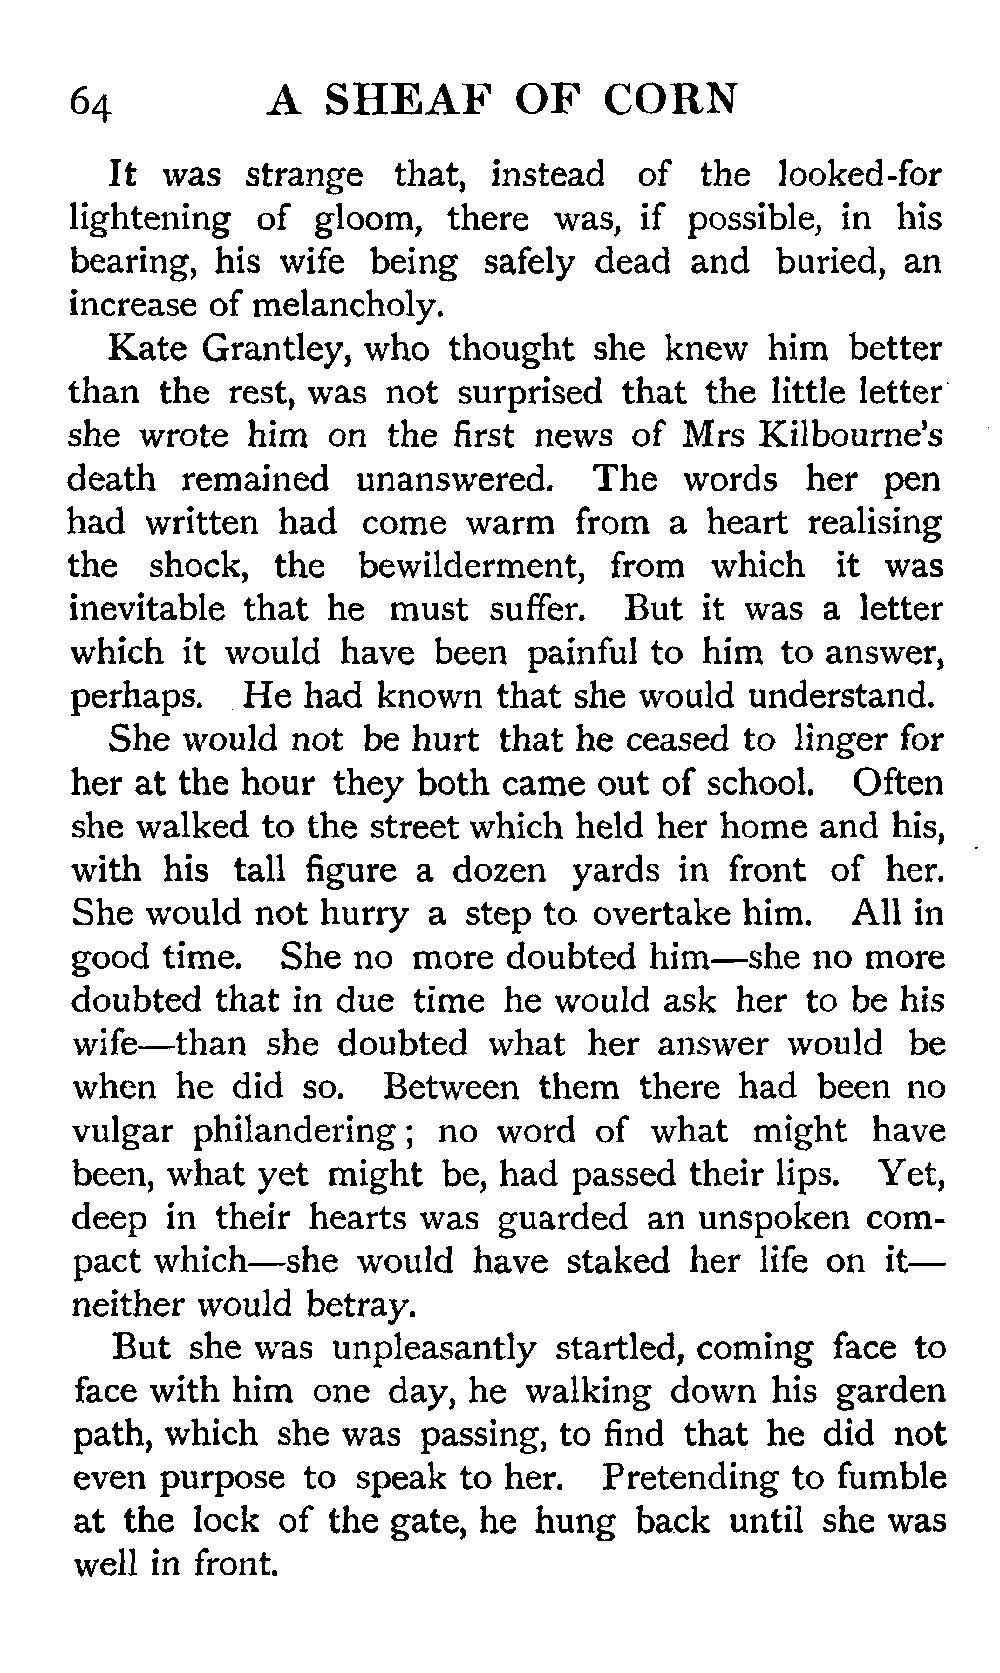 64 A SHEAF OF CORN
It was strange that, instead of the looked-for
lightening of gloom, there was, if possible, in his
bearing, his wife being safely dead and buried, an
increase of melancholy.
Kate Grantley, who thought she knew him better
than the rest, was not surprised that the little letter
she wrote him on the first news of Mrs Kilbourne's
death remained unanswered. The words her pen
had written had come warm from a heart realising
the shock, the bewilderment, from which it was
inevitable that he must suffer. But it was a letter
which it would have been painful to him to answer,
perhaps. He had known that she would understand.
She would not be hurt that he ceased to linger for
her at the hour they both came out of school. Often
she walked to the street which held her home and his,
with his tall figure a dozen yards in front of her.
She would not hurry a step to overtake him. All in
good time. She no more doubted him—she no more
doubted that in due time he would ask her to be his
wife—than she doubted what her answer would be
when he did so. Between them there had been no
vulgar philandering; no word of what might have
been, what yet might be, had passed their lips. Yet,
deep in their hearts was guarded an unspoken com-
pact which—she would have staked her life on it—
neither would betray.
But she was unpleasantly startled, coming face to
face with him one day, he walking down his garden
path, which she was passing, to find that he did not
even purpose to speak to her. Pretending to fumble
at the lock of the gate, he hung back until she was
well in front.